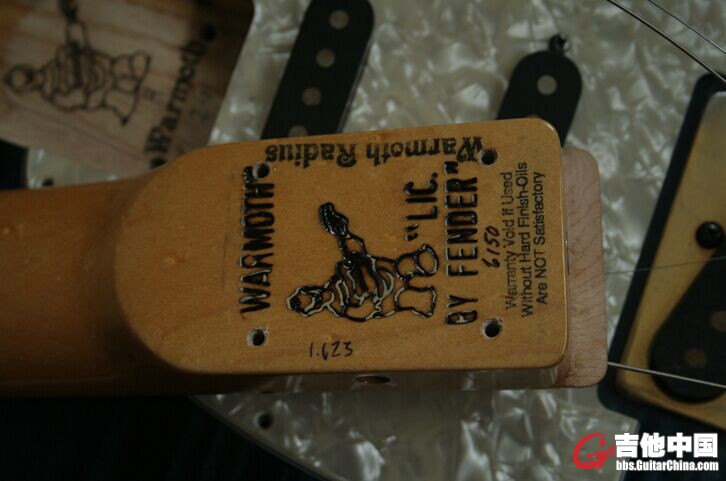 Warmoth
Warmoth Radius
"WARMOTH"
"LIC.
BY FENDER"
6150
Warranty Void If Used
Without Hard Finish-Oils
Are NOT Satisfactory
1.623
吉他中国
bbs.GuitarChina.com